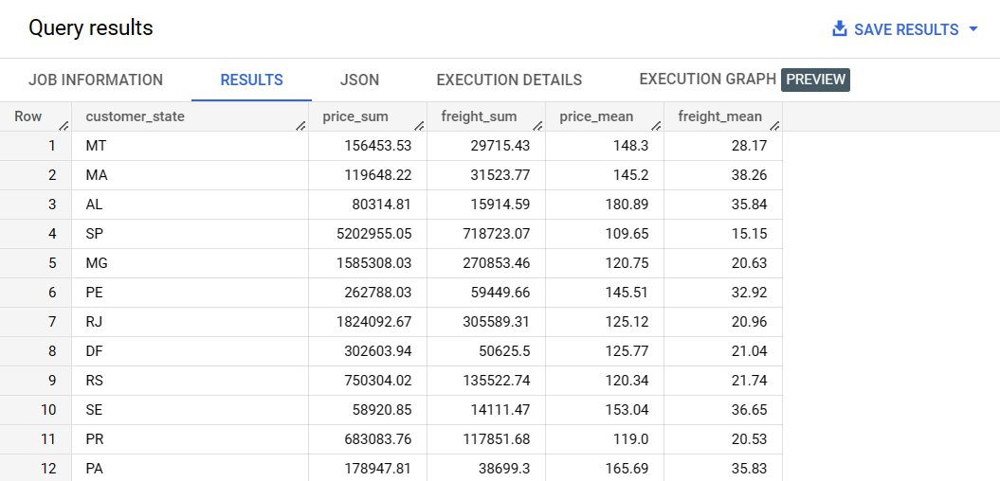 Query results SAVE RESULTS
JOB INFORMATION RESULTS JSON EXECUTION DETAILS EXECUTION GRAPH PREVIEW
Row customer_state price_sum freight_sum price_mean freight_mean
1 MT 156453.53 29715.43 148.3 28.17
2 MA 119648.22 31523.77 145.2 38.26
3 AL 80314.81 15914.59 180.89 35.84
4 SP 5202955.05 718723.07 109.65 15.15
5 MG 1585308.03 270853.46 120.75 20.63
6 PE 262788.03 59449.66 145.51 32.92
7 RJ 1824092.67 305589.31 125.12 20.96
8 DF 302603.94 50625.5 125.77 21.04
9 RS 750304.02 135522.74 120.34 21.74
10 SE 58920.85 14111.47 153.04 36.65
11 PR 683083.76 117851.68 119.0 20.53
12 PA 178947.81 38699.3 165.69 35.83